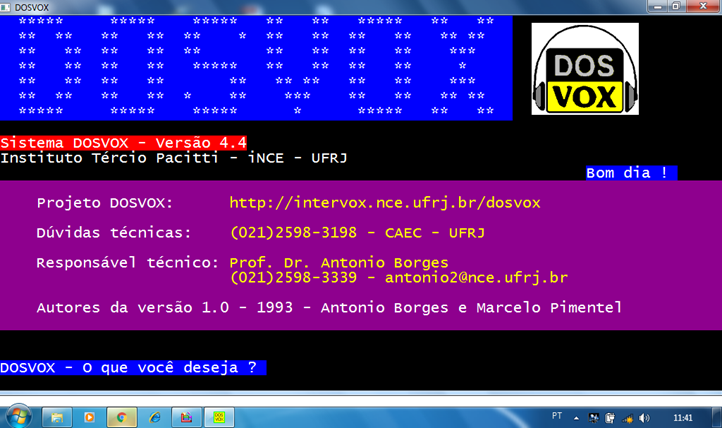 DOSVOX
DOSVOX
DOS
VOX
Sistema DOSVOX - Versão 4.4
Instituto Tércio Pacitti - iNCE - UFRJ
Bom dia !
Projeto DOSVOX: http://intervox.nce.ufrj.br/dosvox
Dúvidas técnicas: (021)2598-3198 - CAEC - UFRJ
Responsável técnico: Prof. Dr. Antonio Borges
(021)2598-3339 - antonio2@nce.ufrj.br
Autores da versão 1.0 - 1993 - Antonio Borges e Marcelo Pimentel
DOSVOX - O que você deseja ?
DOS
VOX
PT
11:41